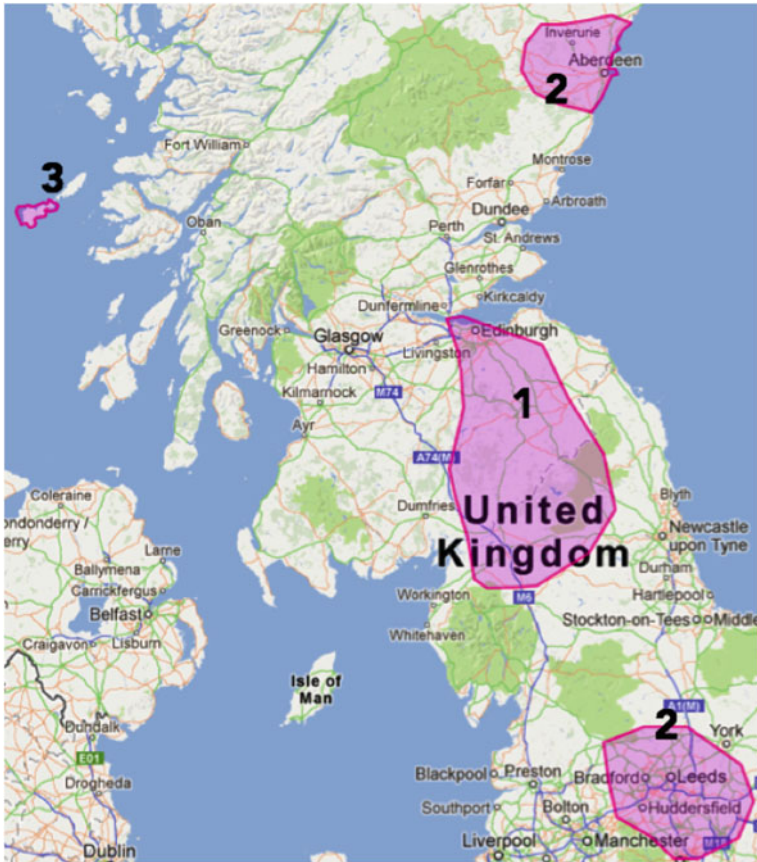 Inverurie
Aberdeen
2
Fort William
3
Montrose
Forfar
Arbroath
Dundee
Oban
Perth
St. Andrews
Glenrothes
Dunfermline
Kirkcaldy
Greenock
Glasgow
Edinburgh
Livingston
Hamilton
M74
Kilmarnock
1
Ayr
A74(M)
Coleraine
Dumfries
Blyth
United
Kingdom
ondonderry /
erry
Larne
Newcastle
upon Tyne
Ballymena
Carrickfergus
Durham
Workington
M6
Hartlepool
Belfast
Stockton-on-Tees
Middle
Whitehaven
Craigavon
Lisburn
Isle of
Man
A1(M)
2
York
Dundalk
E01
Blackpool
Preston
Bradford
Leeds
Drogheda
Southport
Huddersfield
Bolton
Dublin
Liverpool
Manchester